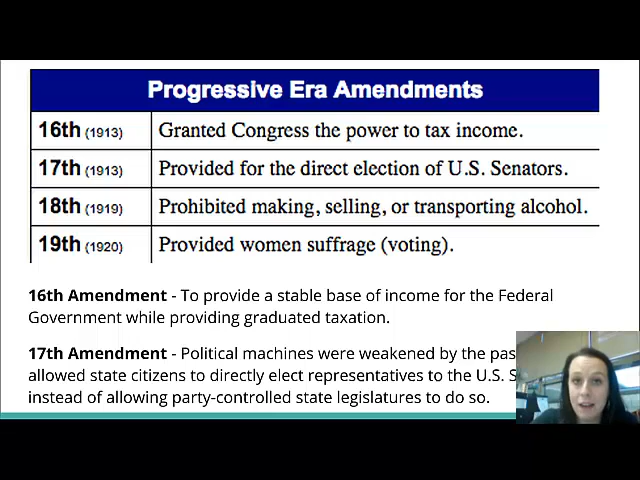 Progressive Era Amendments
16th (1913) Granted Congress the power to tax income.
17th (1913) Provided for the direct election of U.S. Senators.
18th (1919) Prohibited making, selling, or transporting alcohol.
19th (1920) Provided women suffrage (voting).
16th Amendment - To provide a stable base of income for the Federal
Government while providing graduated taxation.
17th Amendment - Political machines were weakened by the
allowed state citizens to directly elect representatives to the U.S.
instead of allowing party-controlled state legislatures to do so.